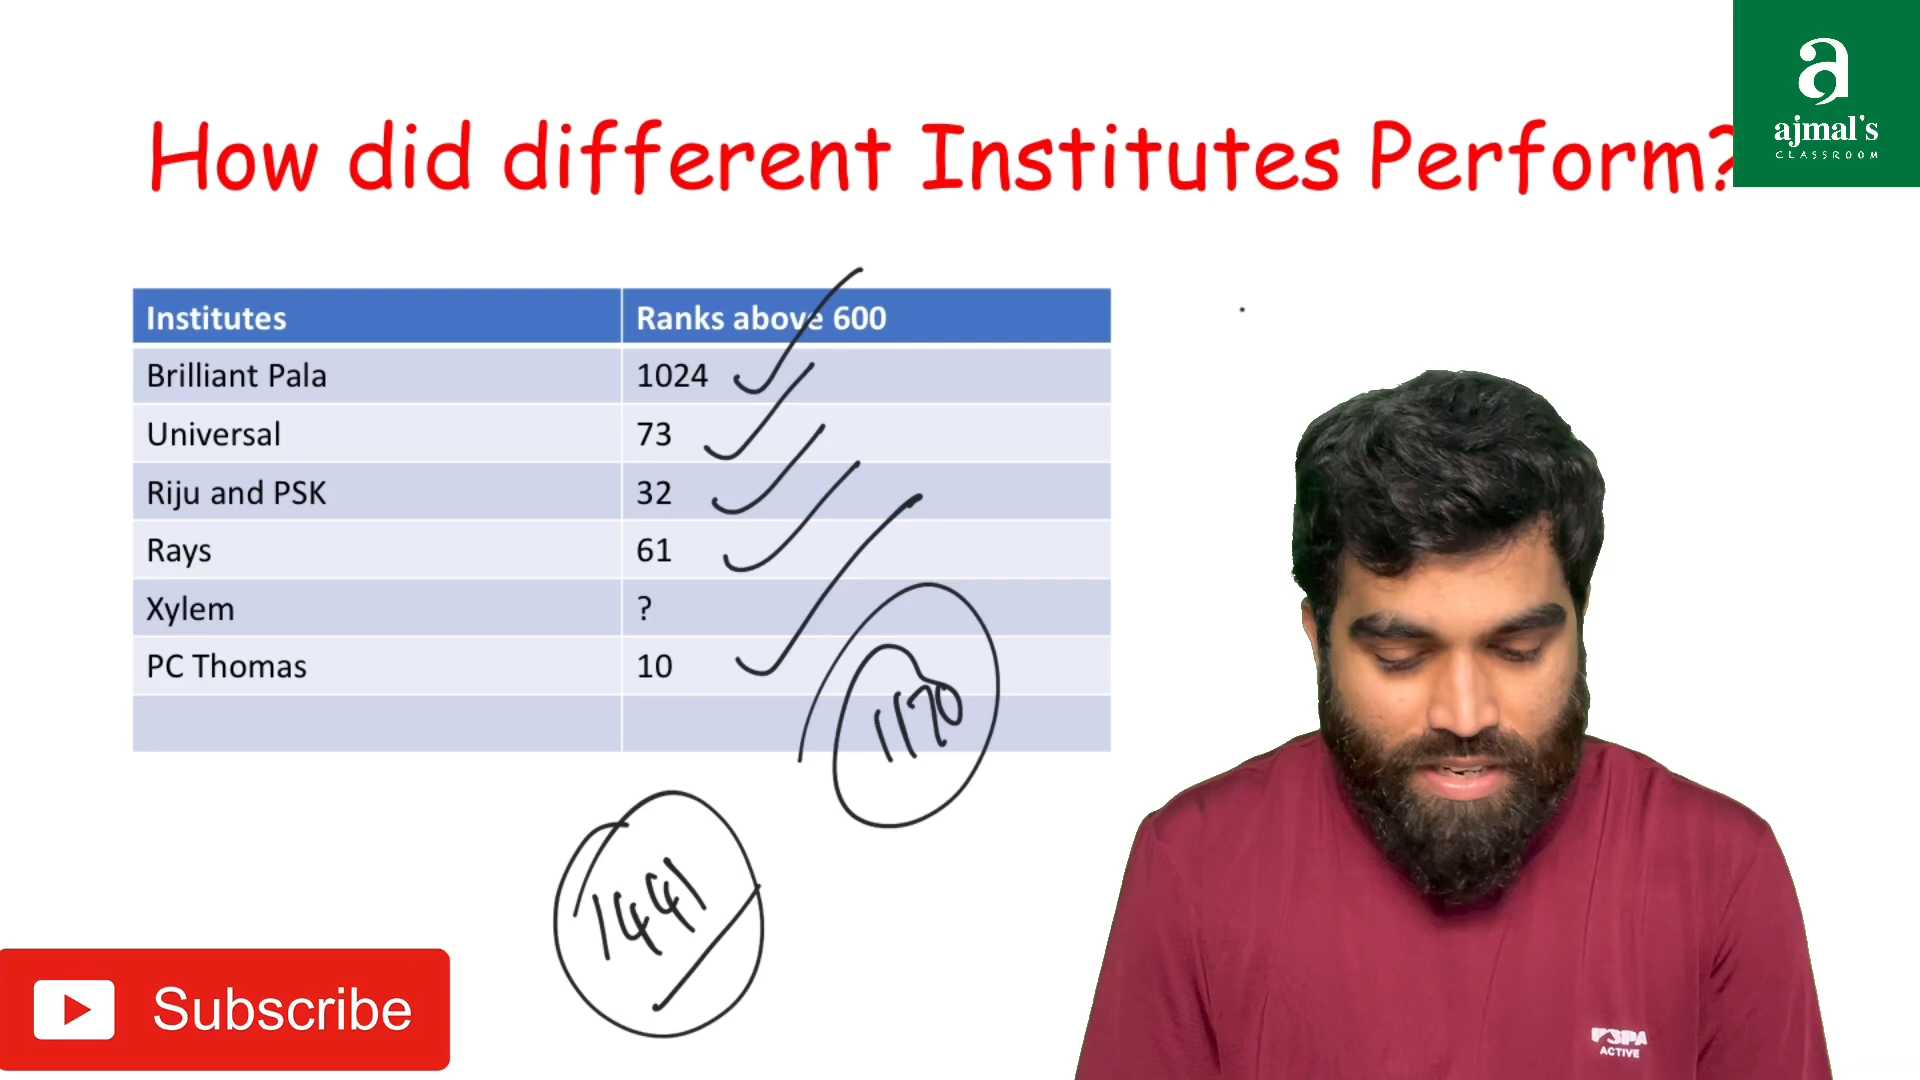 How did different Institutes Perform?
a
ajmal's
CLASSROOM
Institutes Ranks above 600
Brilliant Pala 1024
Universal 73
Riju and PSK 32
Rays 61
Xylem ?
PC Thomas 10
1170
1441
Subscribe
ACTIVE